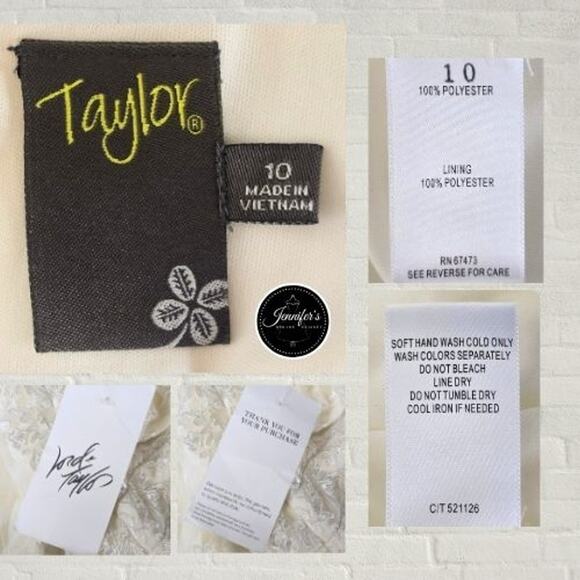 Taylor®
10
MADE IN
VIETNAM
Jennifer's
10
100% POLYESTER
LINING
100% POLYESTER
RN 67473
SEE REVERSE FOR CARE
SOFT HAND WASH COLD ONLY
WASH COLORS SEPARATELY
DO NOT BLEACH
LINE DRY
DO NOT TUMBLE DRY
COOL IRON IF NEEDED
C/T 521126
Lord &
Taylor
THANK YOU FOR
YOUR PURCHASE